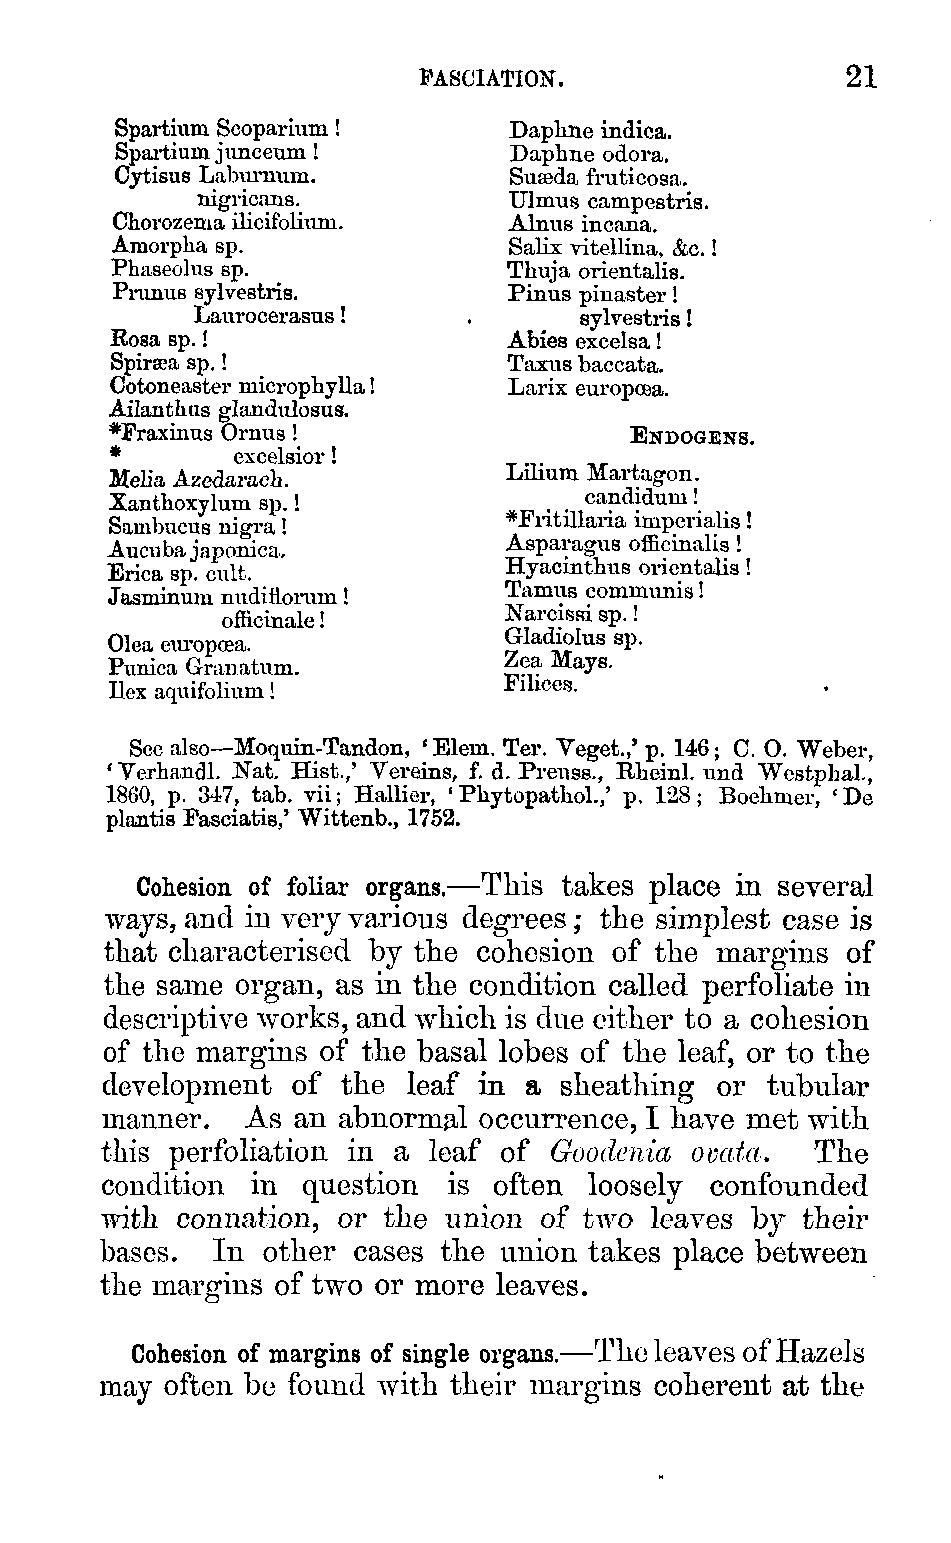 FASCIATION. 21
Spartium Scoparium !
Spartium junceum !
Cytisus Laburnum.
nigricans.
Chorozema ilicifolium.
Amorpha sp.
Phaseolus sp.
Prunus sylvestris.
Laurocerasus !
Rosa sp. !
Spiræa sp. !
Cotoneaster microphylla !
Ailanthus glandulosus.
*Fraxinus Ornus !
* excelsior !
Melia Azedarach.
Xanthoxylum sp. !
Sambucus nigra !
Aucuba japonica.
Erica sp. cult.
Jasminum nudiflorum !
officinale !
Olea europœa.
Punica Granatum.
Ilex aquifolium !
Daphne indica.
Daphne odora.
Suæda fruticosa.
Ulmus campestris.
Alnus incana.
Salix vitellina, &c. !
Thuja orientalis.
Pinus pinaster !
sylvestris !
Abies excelsa !
Taxus baccata.
Larix europœa.
ENDOGENS.
Lilium Martagon.
candidum !
*Fritillaria imperialis !
Asparagus officinalis !
Hyacinthus orientalis !
Tamus communis !
Narcissi sp. !
Gladiolus sp.
Zea Mays.
Filices.
See also—Moquin-Tandon, ‘Elem. Ter. Veget.,’ p. 146; C. O. Weber,
‘Verhandl. Nat. Hist.,’ Vereins, f. d. Preuss., Rheinl. und Westphal.,
1860, p. 347, tab. vii; Hallier, ‘Phytopathol.,’ p. 128; Boehmer, ‘De
plantis Fasciatis,’ Wittenb., 1752.
Cohesion of foliar organs.—This takes place in several
ways, and in very various degrees; the simplest case is
that characterised by the cohesion of the margins of
the same organ, as in the condition called perfoliate in
descriptive works, and which is due either to a cohesion
of the margins of the basal lobes of the leaf, or to the
development of the leaf in a sheathing or tubular
manner. As an abnormal occurrence, I have met with
this perfoliation in a leaf of Goodenia ovata. The
condition in question is often loosely confounded
with connation, or the union of two leaves by their
bases. In other cases the union takes place between
the margins of two or more leaves.
Cohesion of margins of single organs.—The leaves of Hazels
may often be found with their margins coherent at the